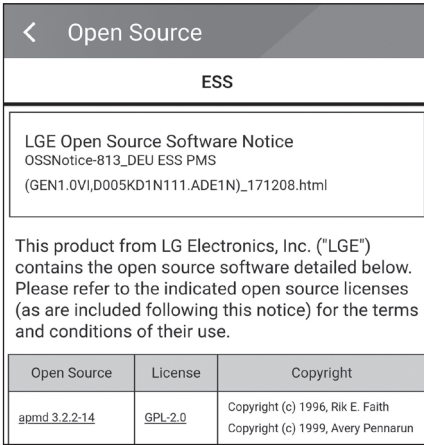 Open Source
ESS
LGE Open Source Software Notice
OSSNotice-813_DEU ESS PMS
(GEN1.0VI,D005KD1N111.ADE1N)_171208.html
This product from LG Electronics, Inc. ("LGE")
contains the open source software detailed below.
Please refer to the indicated open source licenses
(as are included following this notice) for the terms
and conditions of their use.
Open Source License Copyright
apmd 3.2.2-14 GPL-2.0 Copyright (c) 1996, Rik E. Faith
Copyright (c) 1999, Avery Pennarun